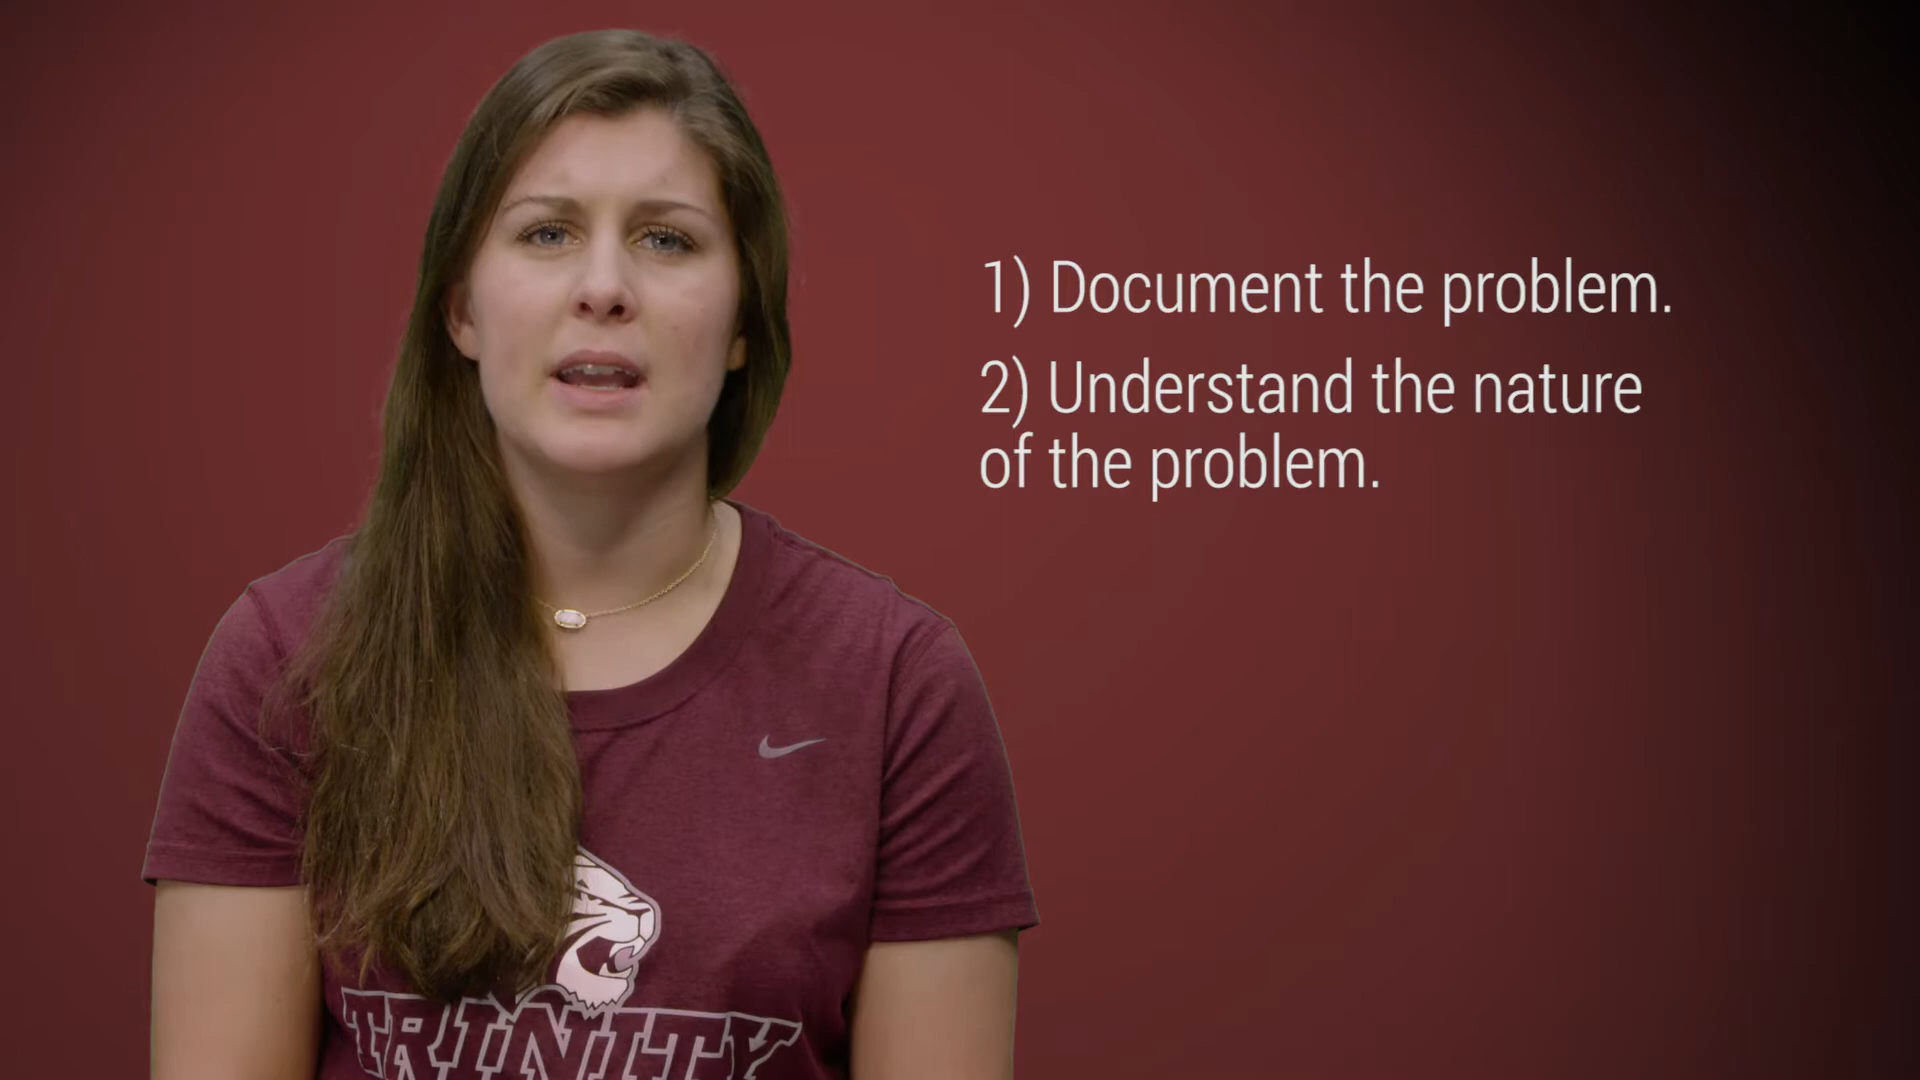 1) Document the problem.
2) Understand the nature
of the problem.
TRINITY